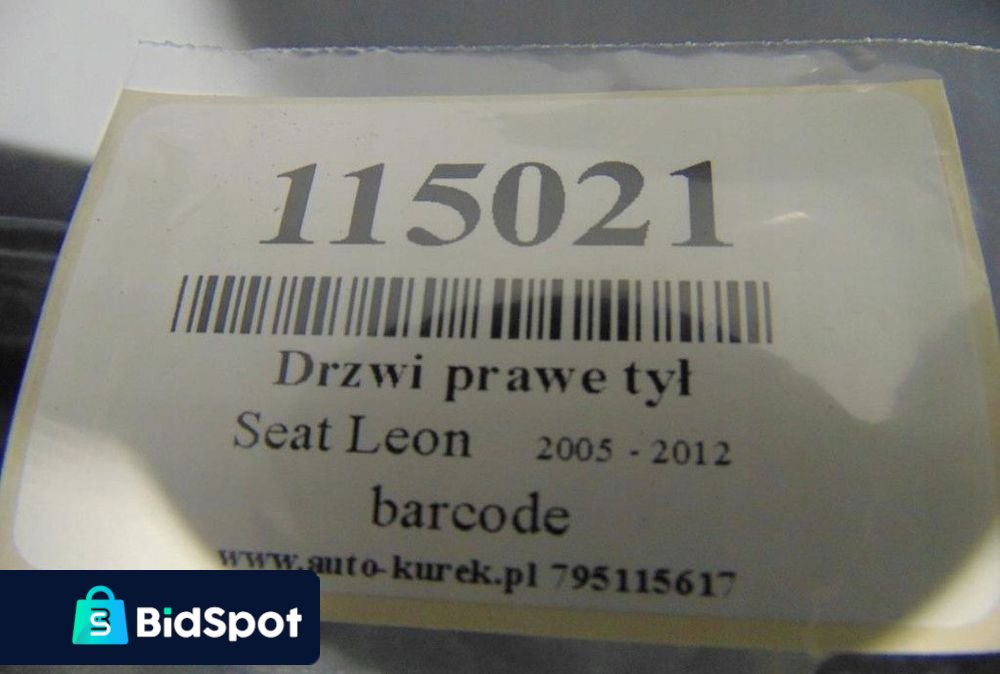 115021
Drzwi prawe tył
Seat Leon 2005 - 2012
barcode
www.auto-kurek.pl 795115617
BidSpot